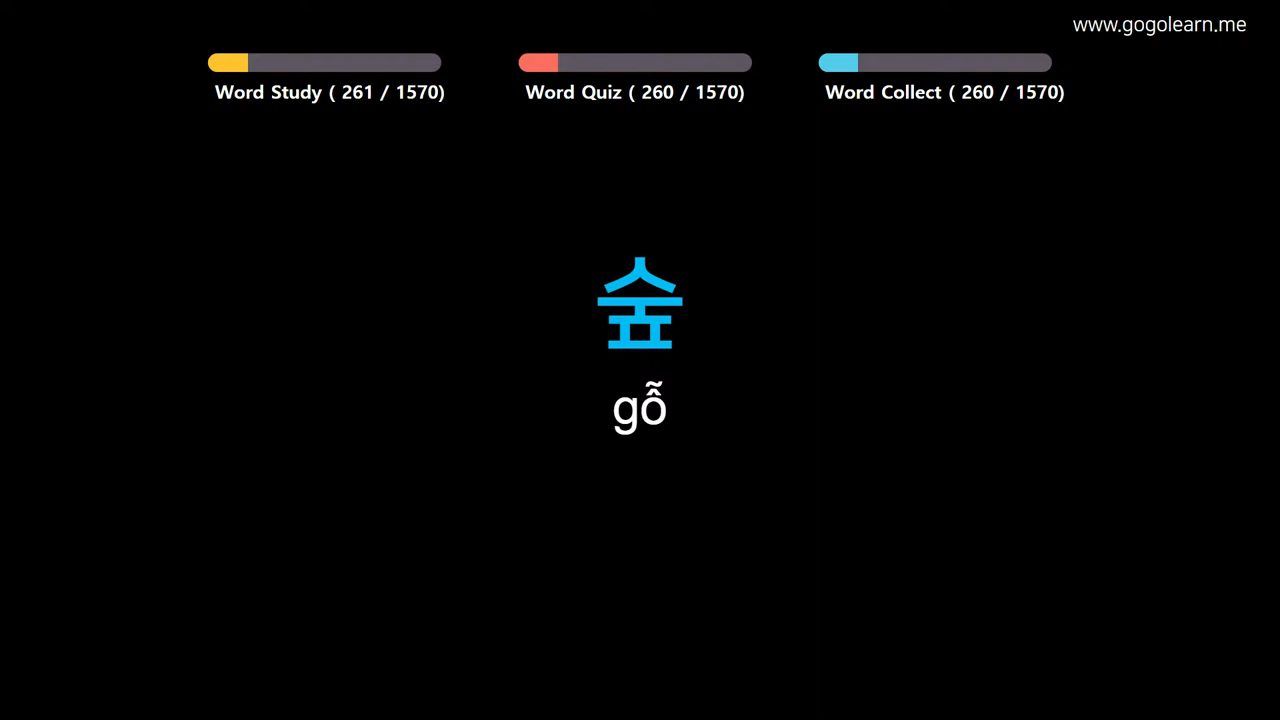 www.gogolearn.me
Word Study ( 261 / 1570)
Word Quiz ( 260 / 1570)
Word Collect ( 260 / 1570)
숲
gỗ